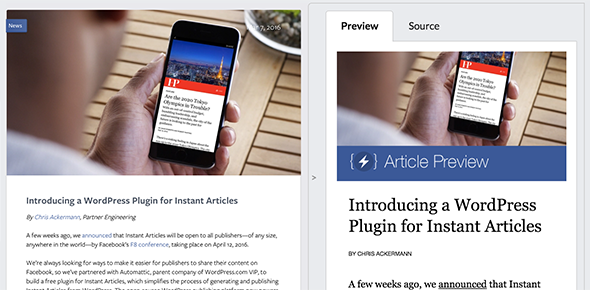 News
7, 2016
Are the 2020 Tokyo
Olympics in Trouble?
Introducing a WordPress Plugin for Instant Articles
By Chris Ackermann, Partner Engineering
A few weeks ago, we announced that Instant Articles will be open to all publishers—of any size,
anywhere in the world—by Facebook's F8 conference, taking place on April 12, 2016.
We're always looking for ways to make it easier for publishers to share their content on
Facebook, so we've partnered with Automattic, parent company of WordPress.com VIP, to
build a free plugin for Instant Articles, which simplifies the process of generating and publishing
>
Preview
Source
Are the 2020 Tokyo
Olympics in Trouble?
Article Preview
Introducing a WordPress
Plugin for Instant Articles
BY CHRIS ACKERMANN
A few weeks ago, we announced that Instant